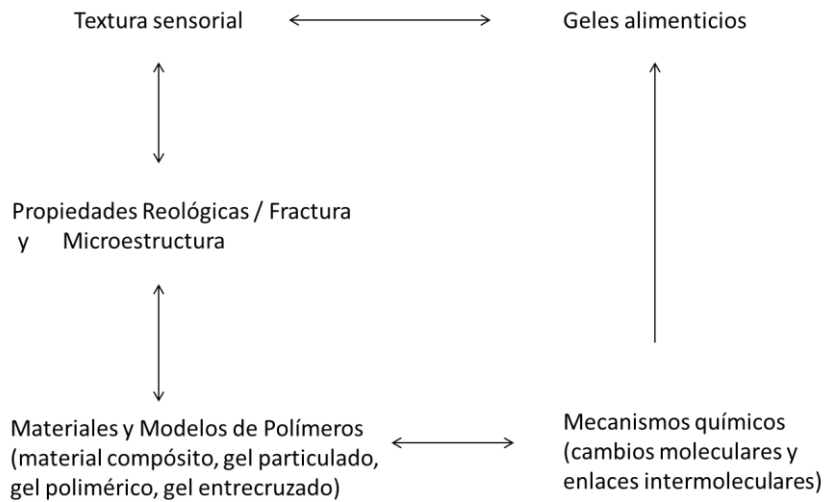 Textura sensorial
Geles alimenticios
Propiedades Reológicas / Fractura
y Microestructura
Materiales y Modelos de Polímeros
(material compósito, gel particulado,
gel polimérico, gel entrecruzado)
Mecanismos químicos
(cambios moleculares y
enlaces intermoleculares)